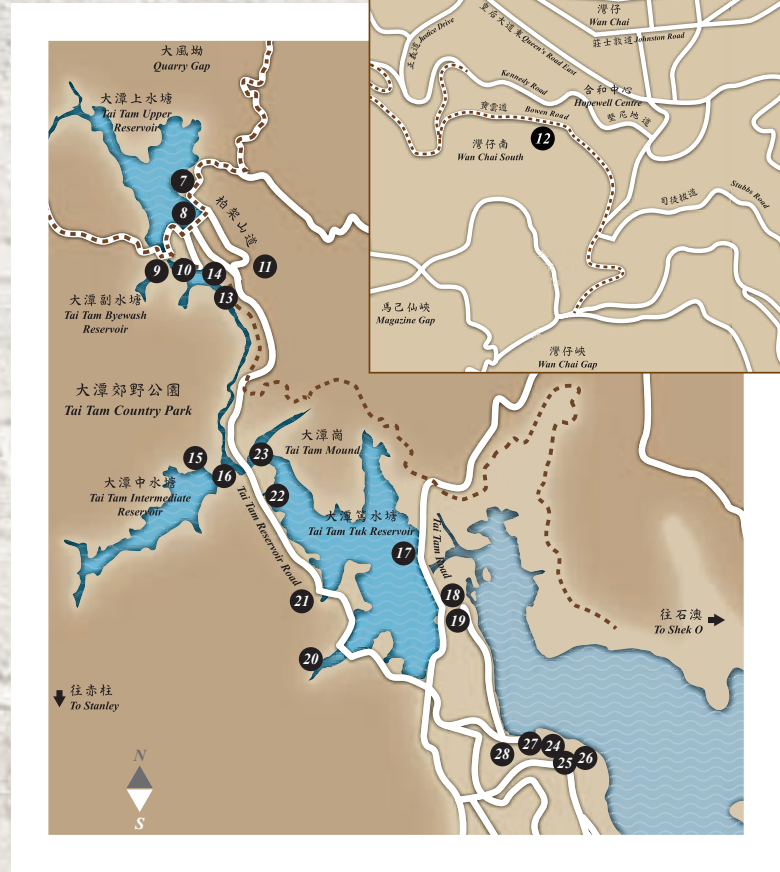 大風坳
Quarry Gap
大潭上水塘
Tai Tam Upper
Reservoir
7
8
柏架山道
9
10
14
11
13
大潭副水塘
Tai Tam Byewash
Reservoir
大潭郊野公園
Tai Tam Country Park
15
16
大潭中水塘
Tai Tam Intermediate
Reservoir
大潭崗
Tai Tam Mound
23
22
大潭篤水塘
Tai Tam Tuk Reservoir
17
Tai Tam Reservoir Road
Tai Tam Road
21
18
19
20
往石澳
To Shek O
往赤柱
To Stanley
27
24
28
25
26
N
S
灣仔
Wan Chai
正義道 Justice Drive
皇后大道東 Queen's Road East
莊士敦道 Johnston Road
Kennedy Road
合和中心
Hopewell Centre
堅尼地道
寶雲道
Bowen Road
12
灣仔南
Wan Chai South
司徒拔道
Stubbs Road
馬己仙峽
Magazine Gap
灣仔峽
Wan Chai Gap